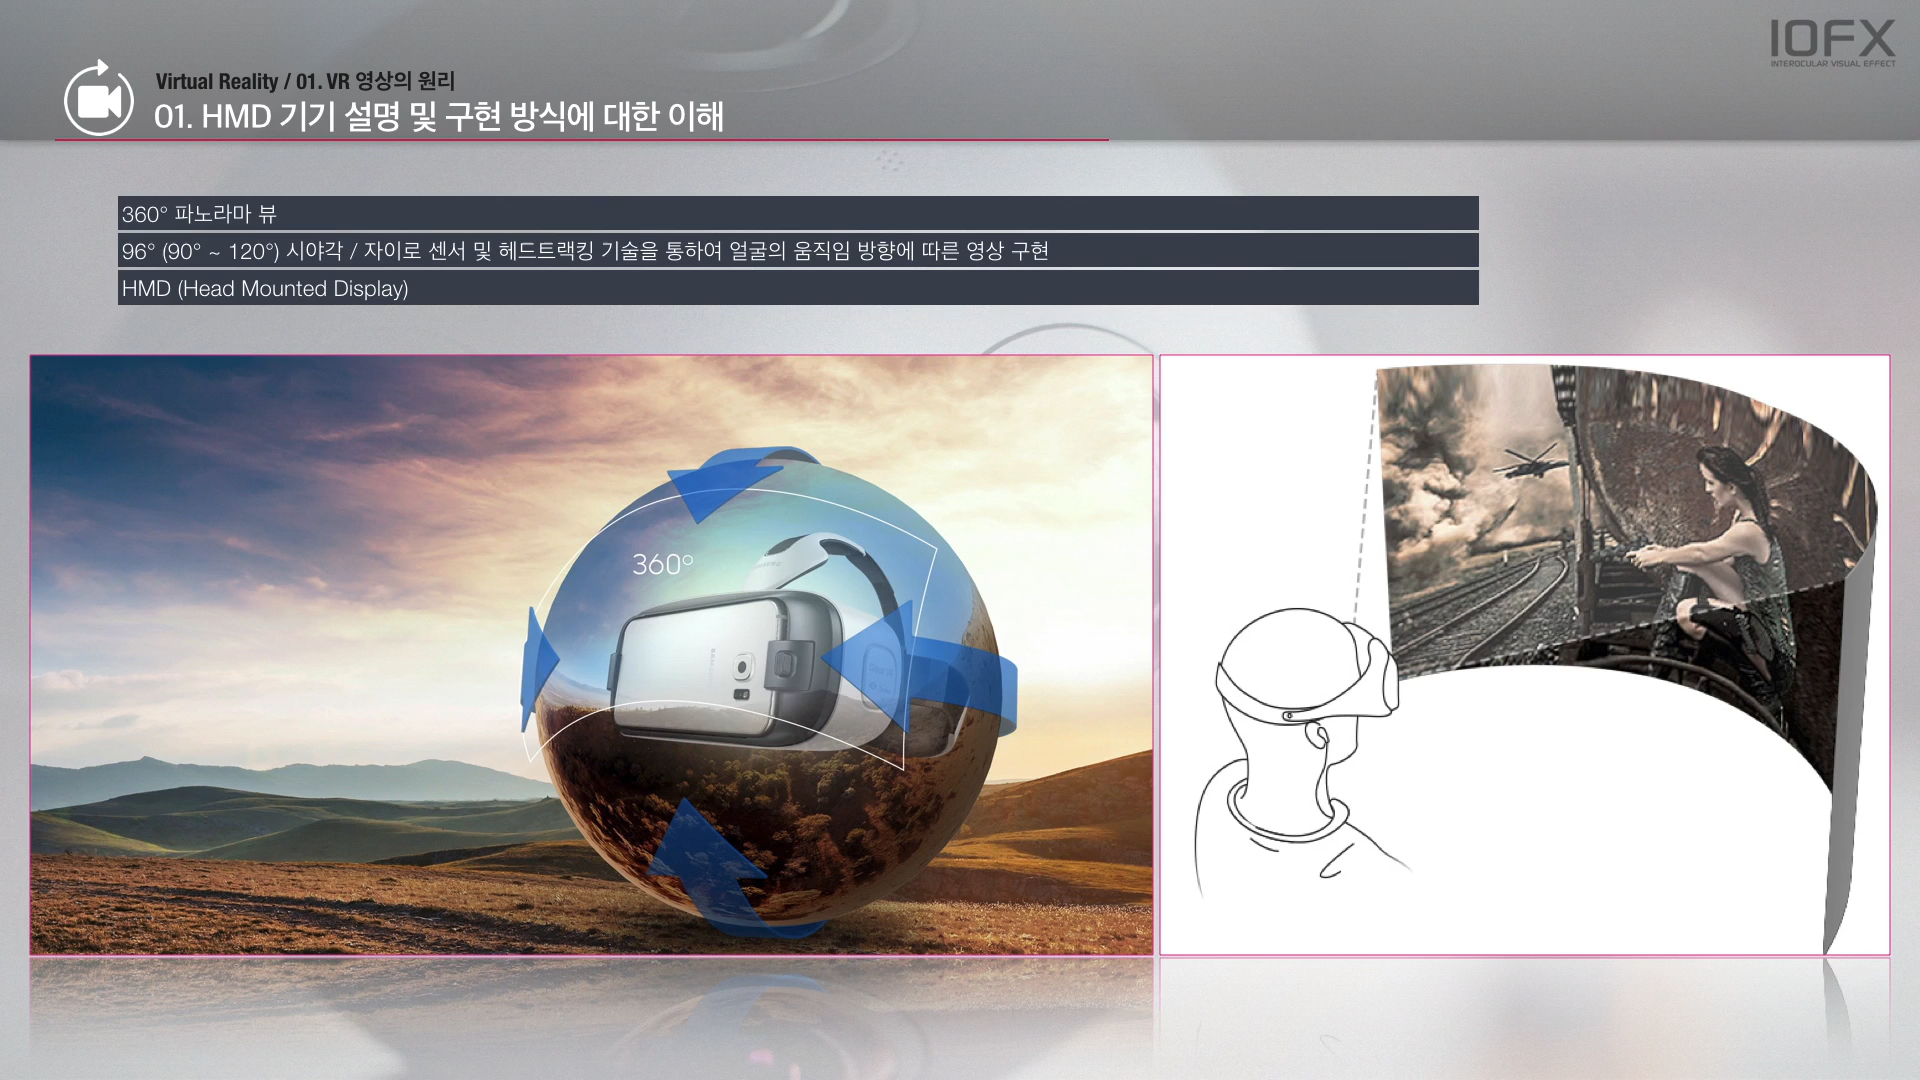 IOFX
INTEROCULAR VISUAL EFFECT
Virtual Reality / 01. VR 영상의 원리
01. HMD 기기 설명 및 구현 방식에 대한 이해
360° 파노라마 뷰
96° (90° ~ 120°) 시야각 / 자이로 센서 및 헤드트랙킹 기술을 통하여 얼굴의 움직임 방향에 따른 영상 구현
HMD (Head Mounted Display)
360°